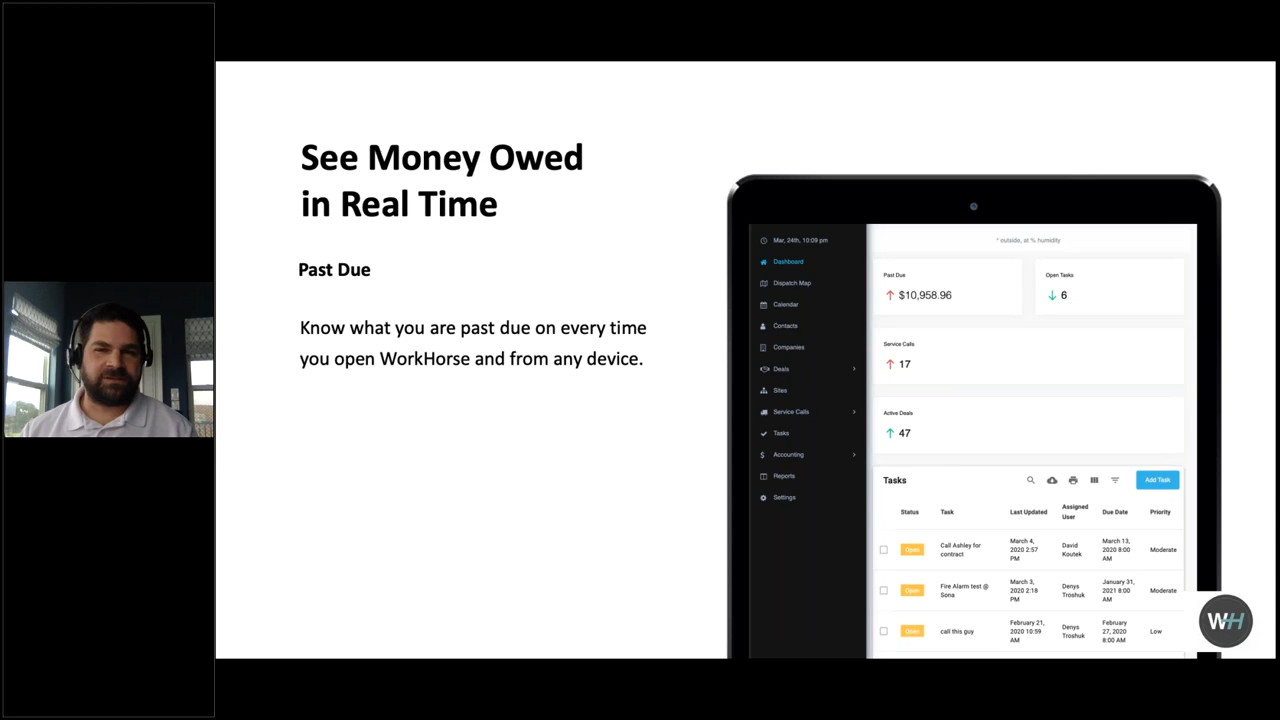 See Money Owed
in Real Time
Past Due
Know what you are past due on every time
you open WorkHorse and from any device.
Mar, 24th, 10:09 pm
Dashboard
Dispatch Map
Calendar
Contacts
Companies
Deals
Sites
Service Calls
Tasks
Accounting
Reports
Settings
* outside, at % humidity
Past Due
$10,958.96
Open Tasks
6
Service Calls
17
Active Deals
47
Tasks
Add Task
Status Task Last Updated Assigned User Due Date Priority
Open Call Ashley for contract March 4, 2020 2:57 PM David Koutek March 13, 2020 8:00 AM Moderate
Open Fire Alarm test @ Sona March 3, 2020 2:18 PM Denys Troshuk January 31, 2021 8:00 AM Moderate
Open call this guy February 21, 2020 10:59 AM Denys Troshuk February 27, 2020 8:00 AM Low
WH